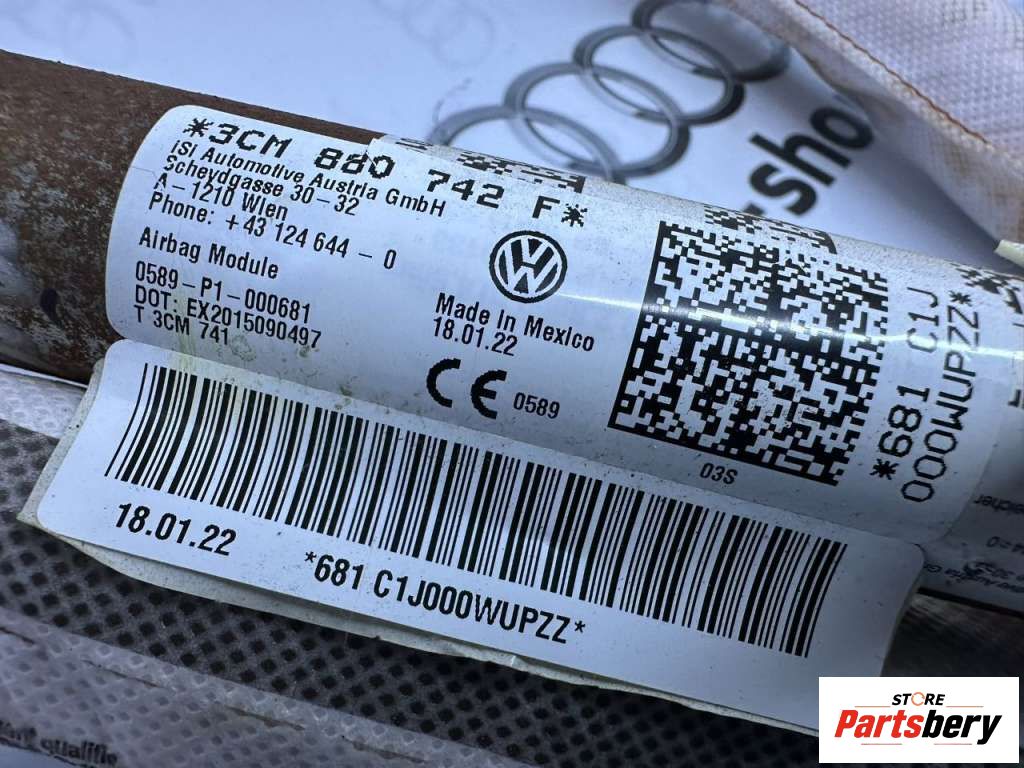 *3CM 880 742 F*
iSi Automotive Austria GmbH
Scheydgasse 30-32
A-1210 Wien
Phone: +43 124 644 - 0
Airbag Module
0589-P1-000681
DOT: EX2015090497
T 3CM 741
Made in Mexico
18.01.22
CE 0589
03S
*681 C1J
000WUPZZ*
18.01.22
*681 C1J000WUPZZ*
STORE
Partsbery